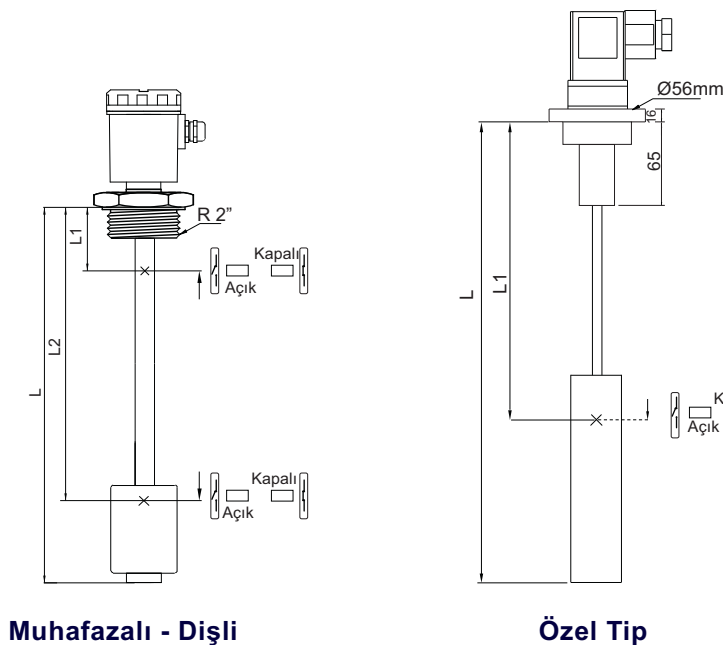 Ø56mm
16
65
R 2”
L1
Kapalı
Açık
L2
L
Kapalı
Açık
L
L1
K
Açık
Muhafazalı - Dişli
Özel Tip